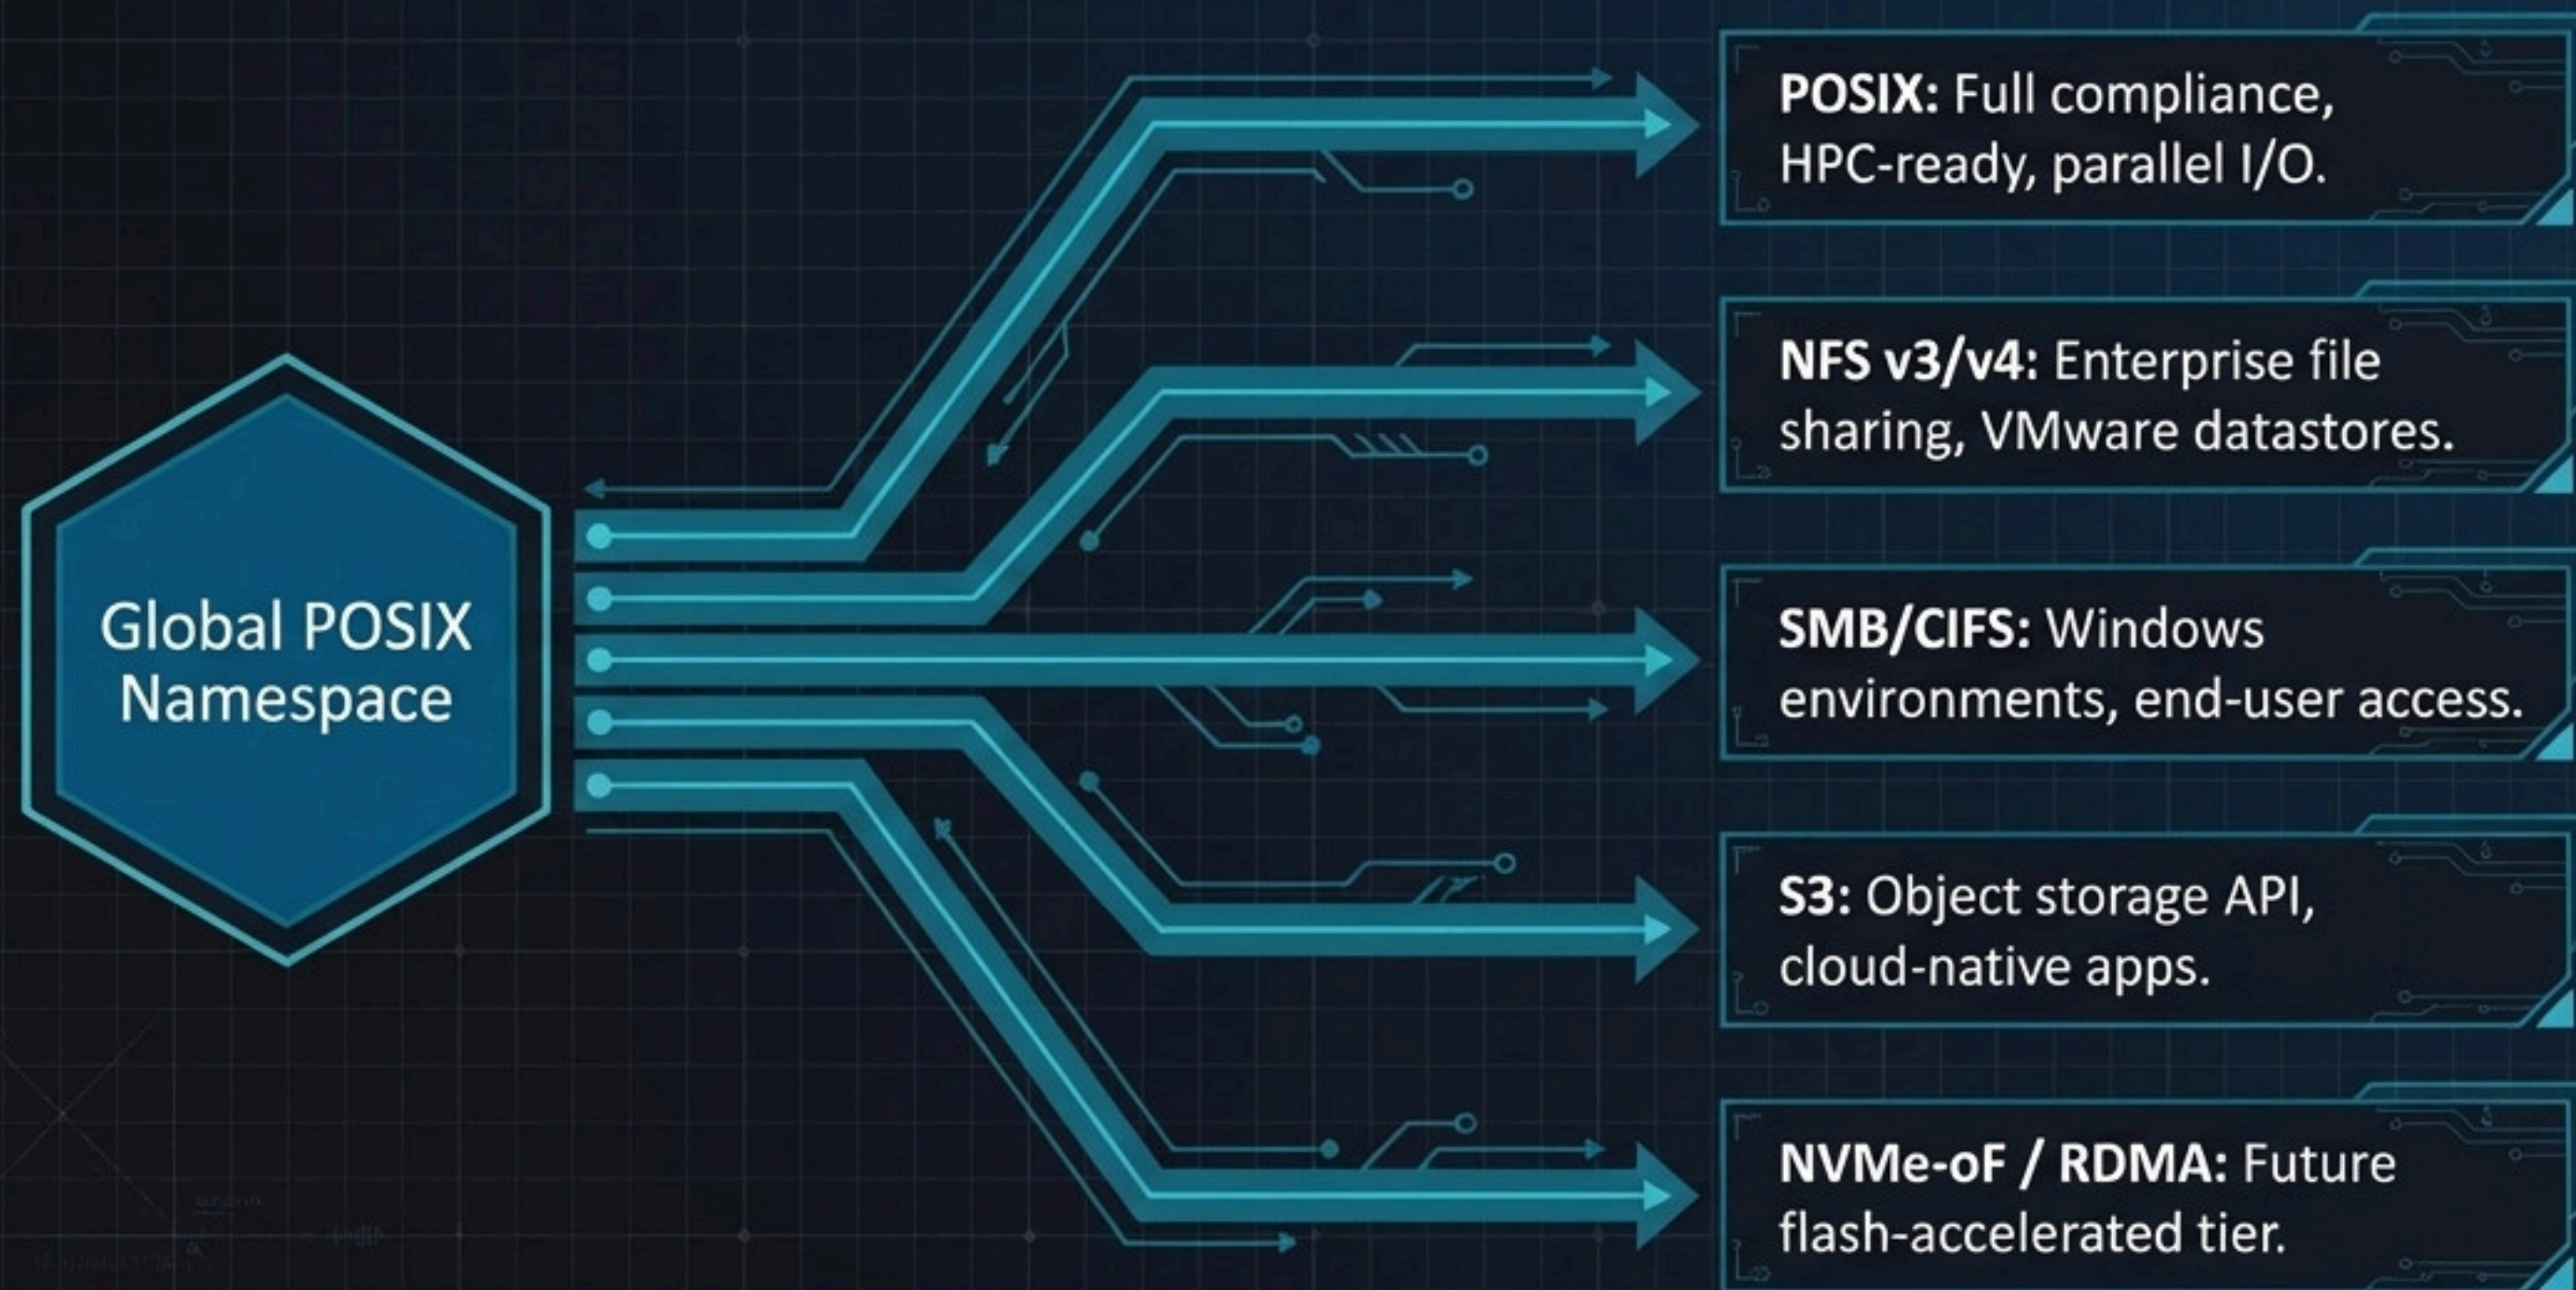 Global POSIX
Namespace
POSIX: Full compliance,
HPC-ready, parallel I/O.
NFS v3/v4: Enterprise file
sharing, VMware datastores.
SMB/CIFS: Windows
environments, end-user access.
S3: Object storage API,
cloud-native apps.
NVMe-oF / RDMA: Future
flash-accelerated tier.